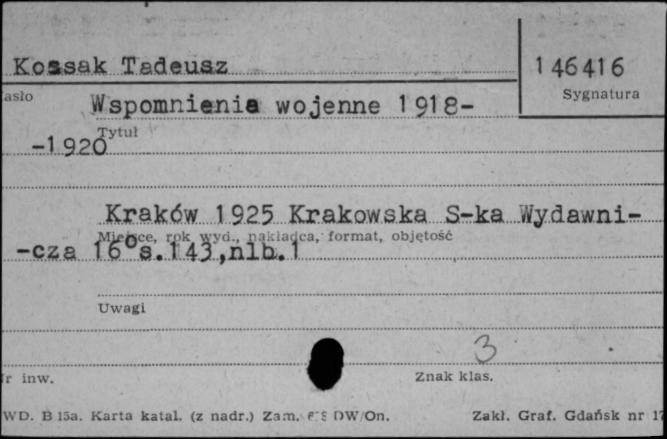 Kossak Tadeusz
146416
asło
Sygnatura
Wspomnienia wojenne 1918-
Tytuł
-1920
Kraków 1925 Krakowska S-ka Wydawni-
Miejsce, rok wyd., nakładca, format, objętość
-cza 16° s.143,nlb.1
Uwagi
3
r inw.
Znak klas.
WD. B 15a. Karta katal. (z nadr.) Zam. DW/On.
Zakł. Graf. Gdańsk nr 17